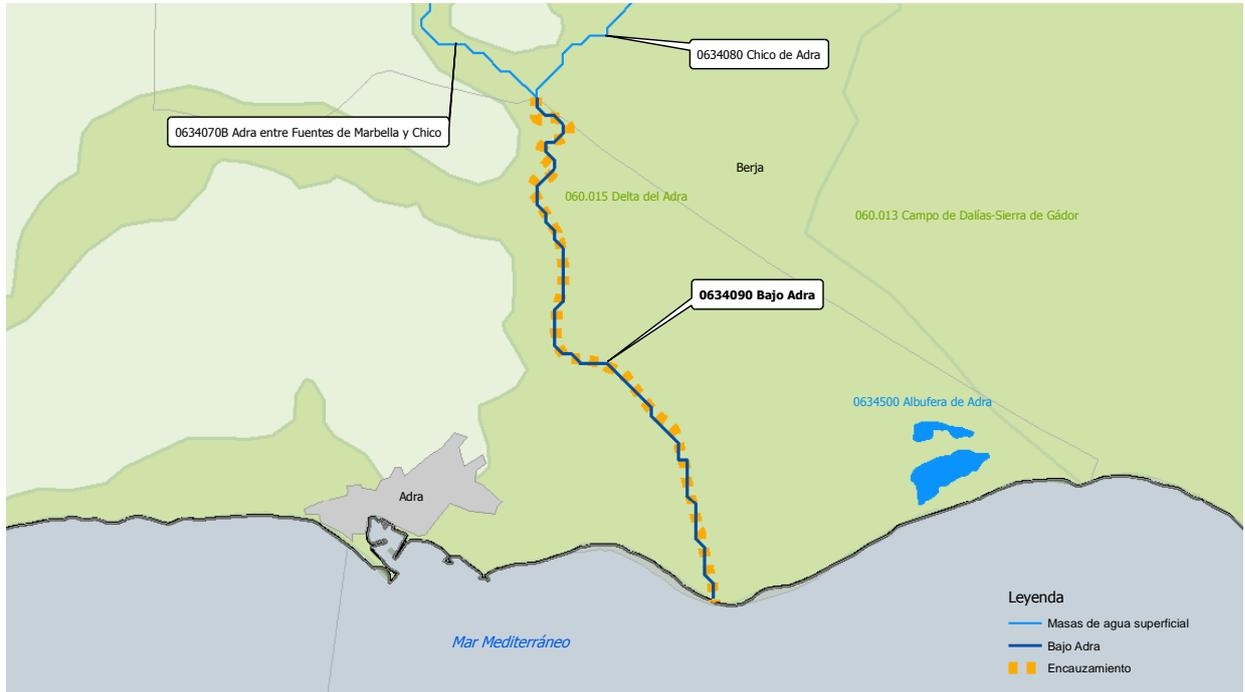 0634080 Chico de Adra
0634070B Adra entre Fuentes de Marbella y Chico
Berja
060.015 Delta del Adra
060.013 Campo de Dalías-Sierra de Gádor
0634090 Bajo Adra
0634500 Albufera de Adra
Adra
Leyenda
Masas de agua superficial
Mar Mediterráneo
Bajo Adra
Encauzamiento